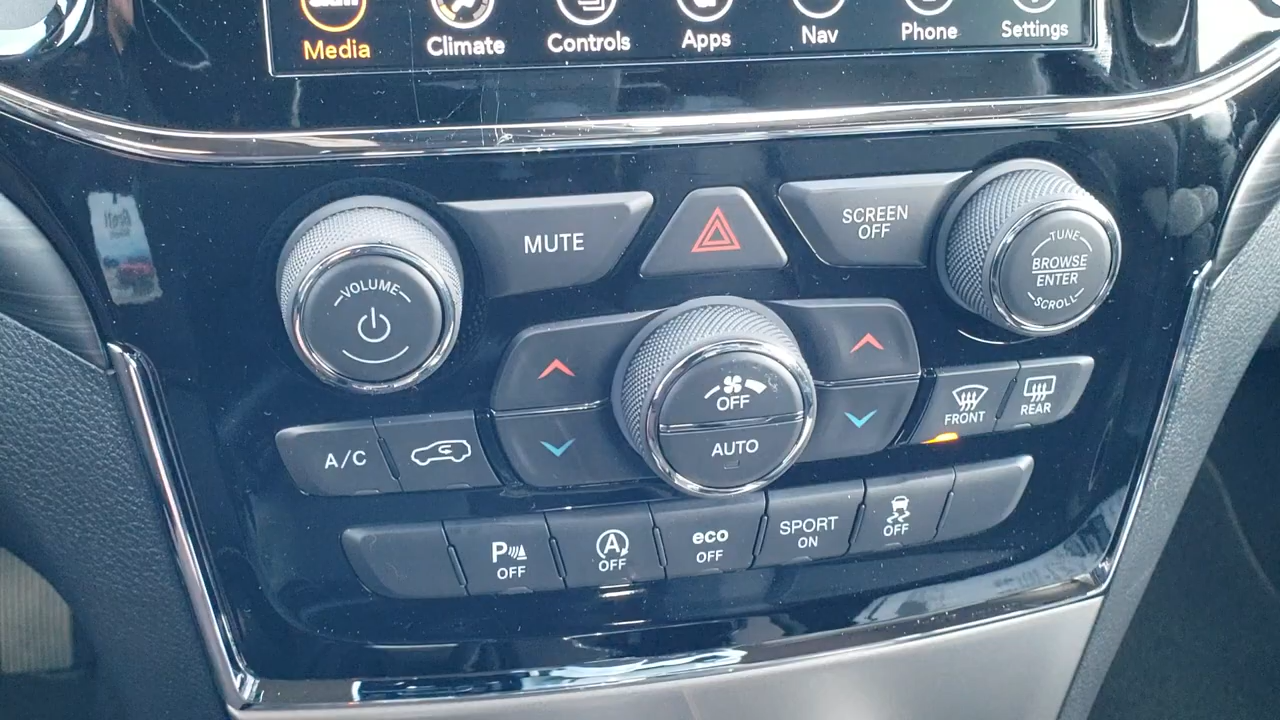 Media
Climate
Controls
Apps
Nav
Phone
Settings
MUTE
SCREEN
OFF
VOLUME
TUNE
BROWSE
ENTER
SCROLL
OFF
AUTO
FRONT
REAR
A/C
P
OFF
A
OFF
eco
OFF
SPORT
ON
OFF